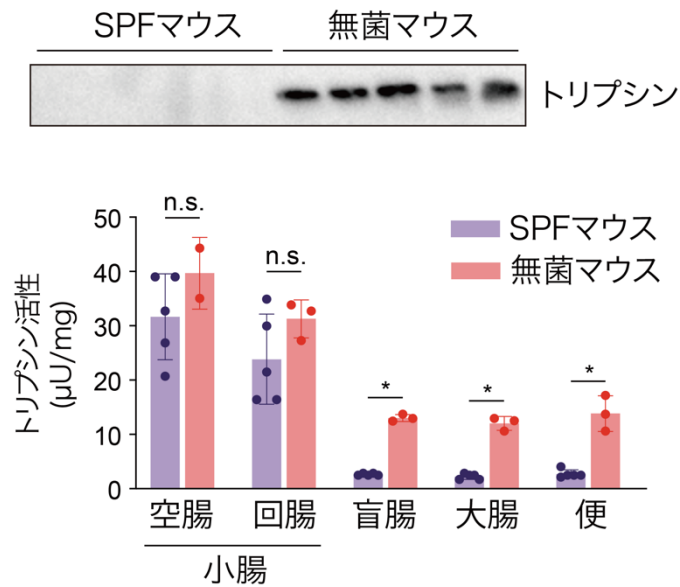 SPFマウス 無菌マウス
トリプシン
トリプシン活性
(μU/mg)
50
40
30
20
10
0
n.s.
n.s.
*
*
*
SPFマウス
無菌マウス
空腸 回腸 盲腸 大腸 便
小腸